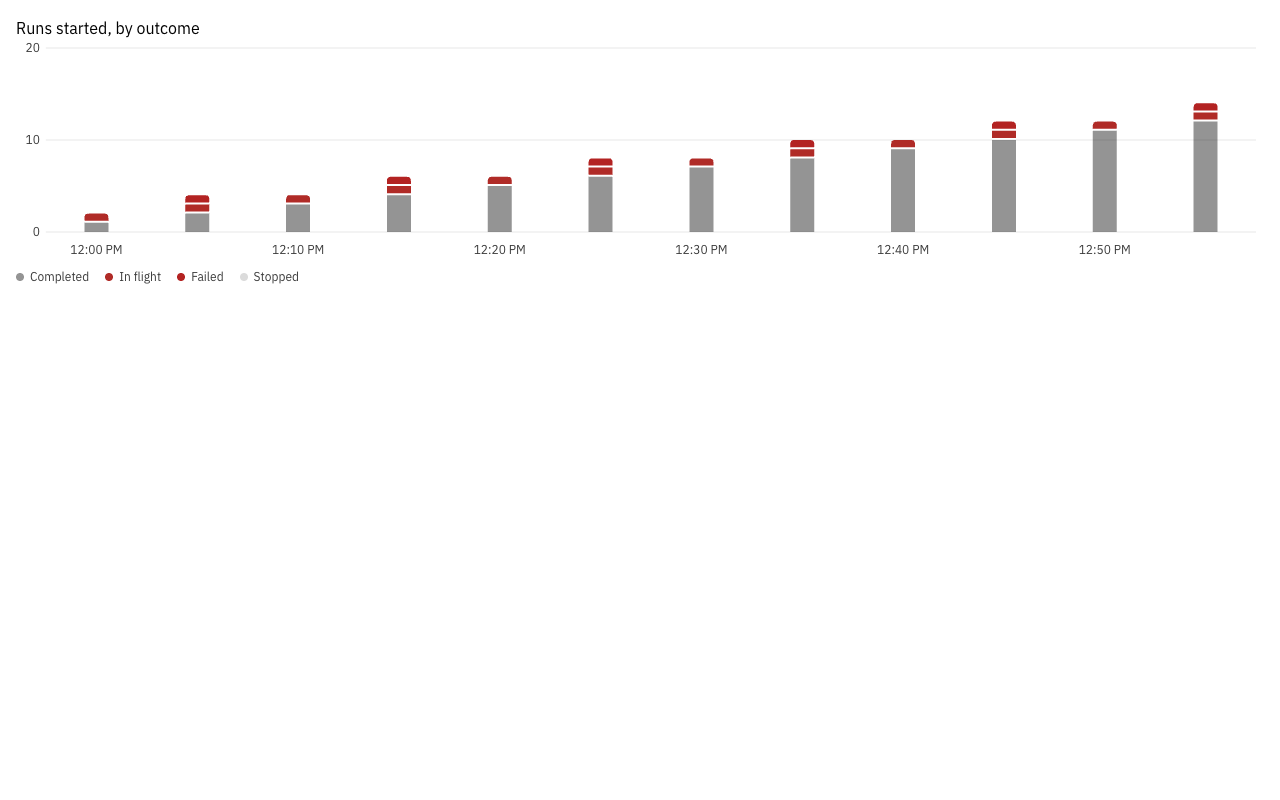 Runs started, by outcome
20
10
0
12:00 PM 12:10 PM 12:20 PM 12:30 PM 12:40 PM 12:50 PM
Completed In flight Failed Stopped